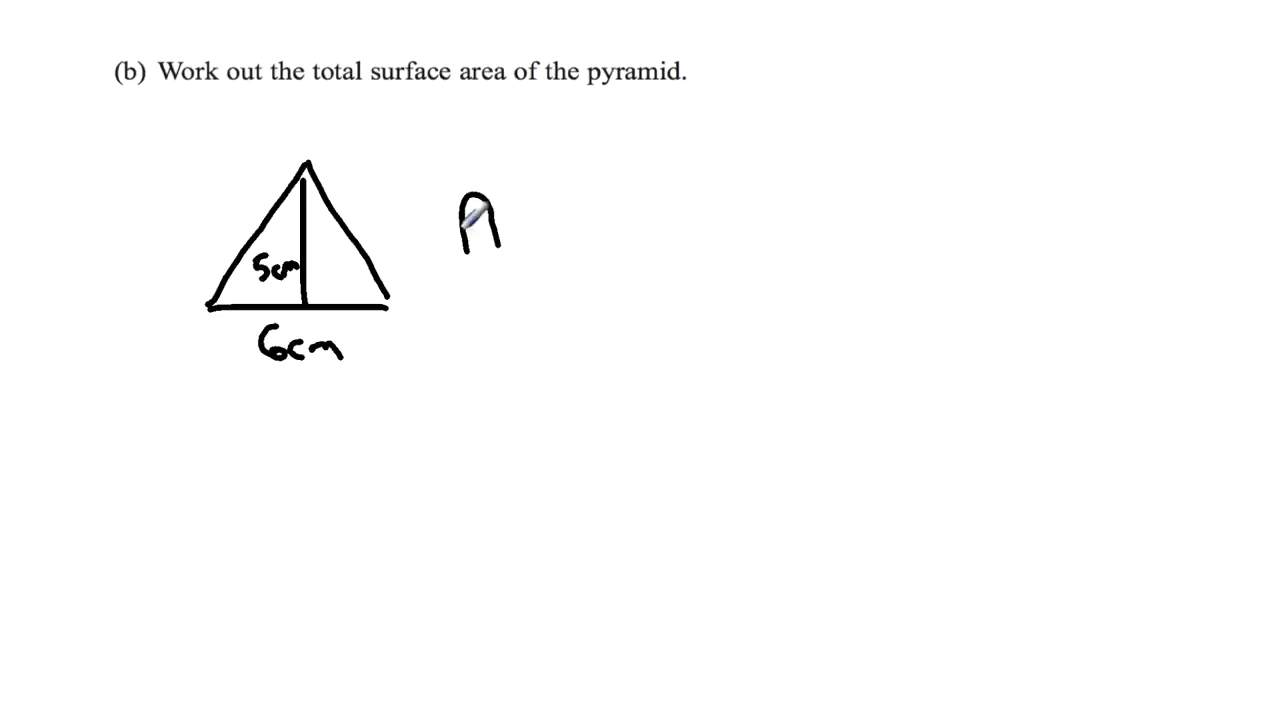 (b) Work out the total surface area of the pyramid.
A
5cm
6cm